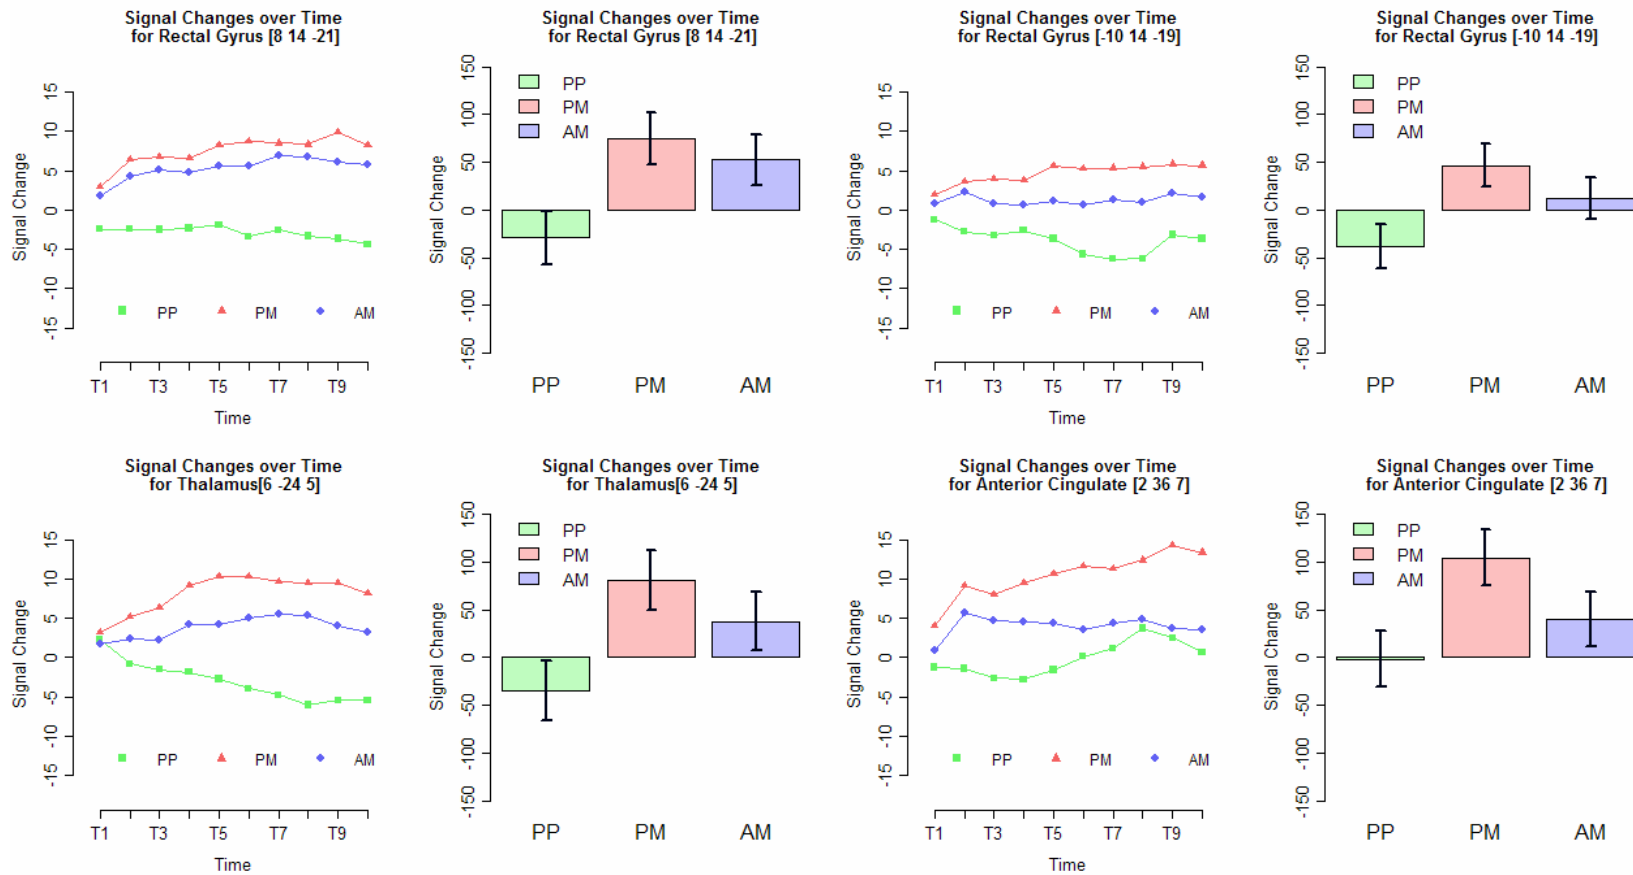 Signal Changes over Time
for Rectal Gyrus [8 14 -21]
Signal Change
15
10
5
0
-5
-10
-15
PP PM AM
T1 T3 T5 T7 T9
Time
Signal Changes over Time
for Rectal Gyrus [8 14 -21]
Signal Change
150
100
50
0
-50
-100
-150
PP
PM
AM
PP PM AM
Signal Changes over Time
for Rectal Gyrus [-10 14 -19]
Signal Change
15
10
5
0
-5
-10
-15
PP PM AM
T1 T3 T5 T7 T9
Time
Signal Changes over Time
for Rectal Gyrus [-10 14 -19]
Signal Change
150
100
50
0
-50
-100
-150
PP
PM
AM
PP PM AM
Signal Changes over Time
for Thalamus[6 -24 5]
Signal Change
15
10
5
0
-5
-10
-15
PP PM AM
T1 T3 T5 T7 T9
Time
Signal Changes over Time
for Thalamus[6 -24 5]
Signal Change
150
100
50
0
-50
-100
-150
PP
PM
AM
PP PM AM
Signal Changes over Time
for Anterior Cingulate [2 36 7]
Signal Change
15
10
5
0
-5
-10
-15
PP PM AM
T1 T3 T5 T7 T9
Time
Signal Changes over Time
for Anterior Cingulate [2 36 7]
Signal Change
150
100
50
0
-50
-100
-150
PP
PM
AM
PP PM AM